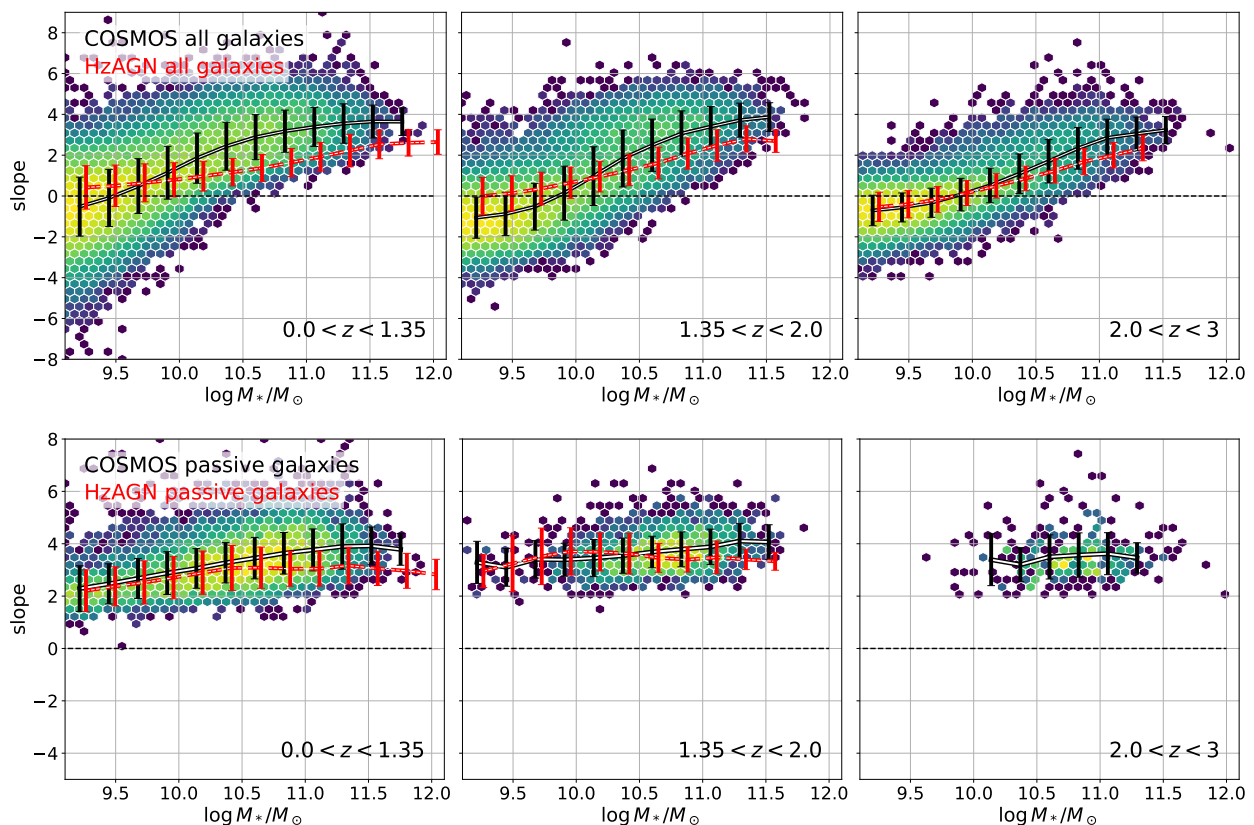 COSMOS all galaxies
HzAGN all galaxies
slope
8
6
4
2
0
−2
−4
−6
−8
0.0 < z < 1.35
1.35 < z < 2.0
2.0 < z < 3
9.5 10.0 10.5 11.0 11.5 12.0
9.5 10.0 10.5 11.0 11.5 12.0
9.5 10.0 10.5 11.0 11.5 12.0
log M*/M⊙
log M*/M⊙
log M*/M⊙
COSMOS passive galaxies
HzAGN passive galaxies
slope
8
6
4
2
0
−2
−4
0.0 < z < 1.35
1.35 < z < 2.0
2.0 < z < 3
9.5 10.0 10.5 11.0 11.5 12.0
9.5 10.0 10.5 11.0 11.5 12.0
9.5 10.0 10.5 11.0 11.5 12.0
log M*/M⊙
log M*/M⊙
log M*/M⊙